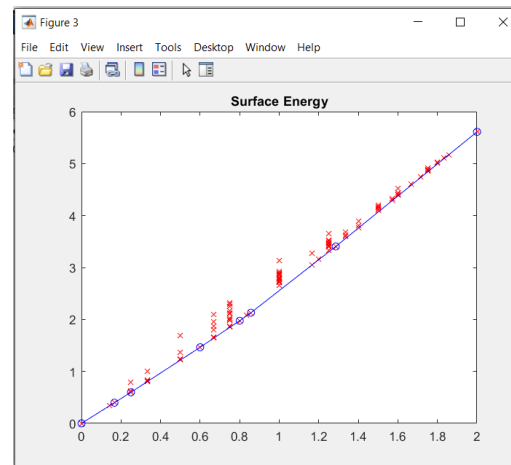 Figure 3
File Edit View Insert Tools Desktop Window Help
Surface Energy
6
5
4
3
2
1
0
0 0.2 0.4 0.6 0.8 1 1.2 1.4 1.6 1.8 2